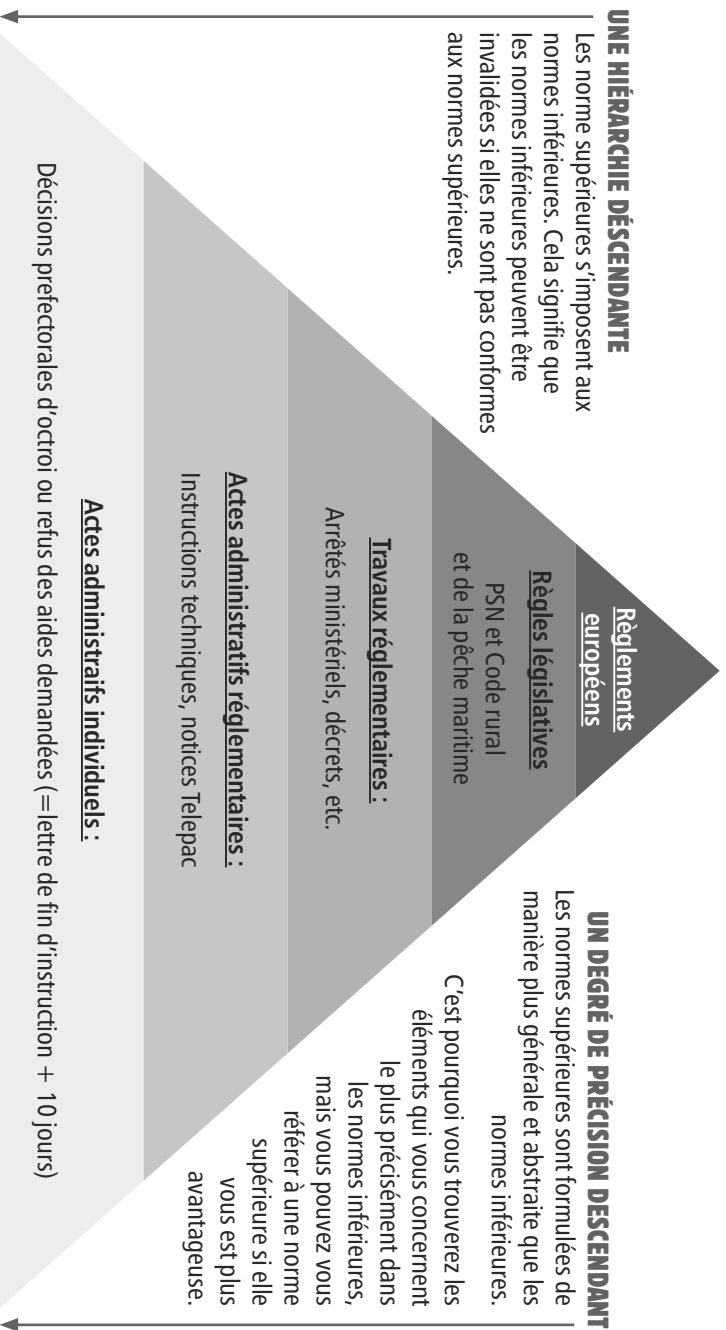 UNE HIÉRARCHIE DÉSCENDANTE
Les norme supérieures s'imposent aux
normes inférieures. Cela signifie que
les normes inférieures peuvent être
invalidées si elles ne sont pas conformes
aux normes supérieures.
Règlements
européens
Règles législatives
PSN et Code rural
et de la pêche maritime
Travaux réglementaires :
Arrêtés ministériels, décrets, etc.
Actes administratifs réglementaires :
Instructions techniques, notices Telepac
Actes administraifs individuels :
Décisions prefectorales d'octroi ou refus des aides demandées (=lettre de fin d'instruction + 10 jours)
UN DEGRÉ DE PRÉCISION DESCENDANT
Les normes supérieures sont formulées de
manière plus générale et abstraite que les
normes inférieures.
C'est pourquoi vous trouverez les
éléments qui vous concernent
le plus précisément dans
les normes inférieures,
mais vous pouvez vous
référer à une norme
supérieure si elle
vous est plus
avantageuse.